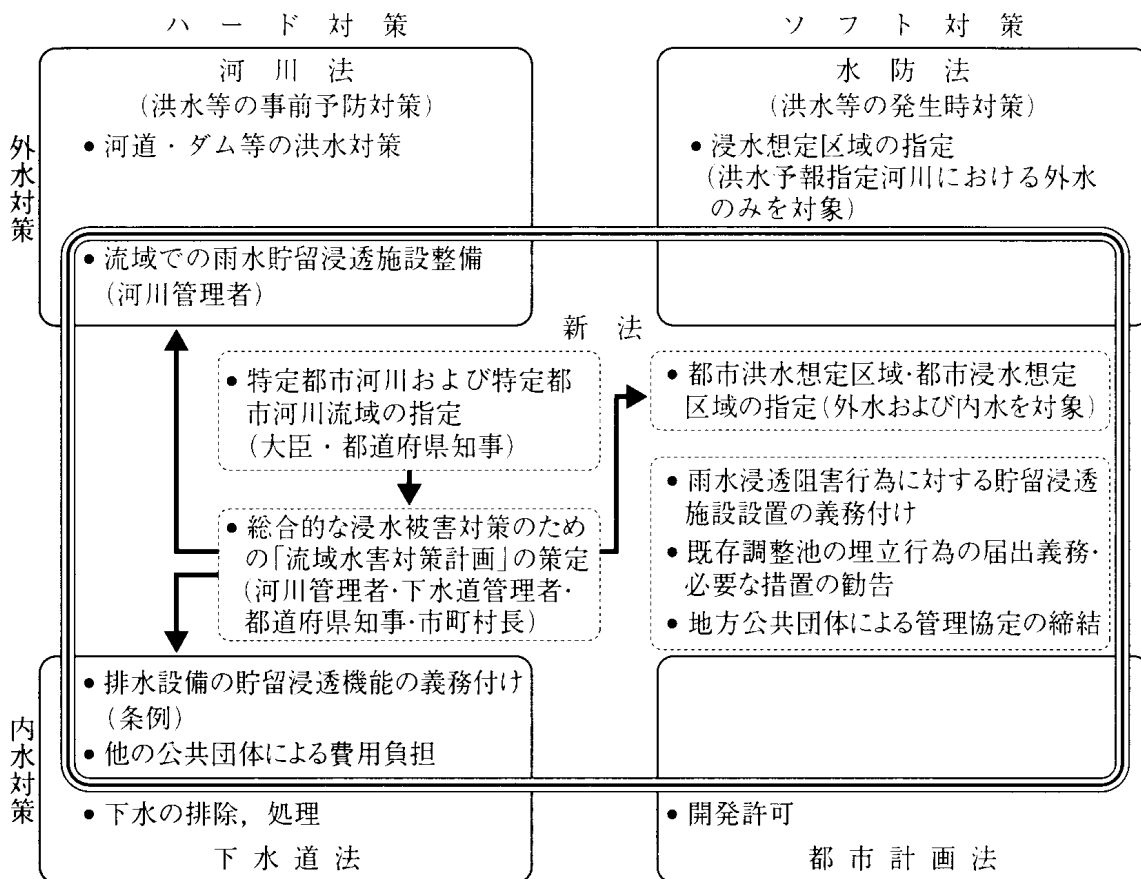 ハード対策
ソフト対策
外水対策
河川法
(洪水等の事前予防対策)
● 河道・ダム等の洪水対策
● 流域での雨水貯留浸透施設整備
(河川管理者)
水防法
(洪水等の発生時対策)
● 浸水想定区域の指定
(洪水予報指定河川における外水
のみを対象)
新法
● 特定都市河川および特定都
市河川流域の指定
(大臣・都道府県知事)
● 総合的な浸水被害対策のため
の「流域水害対策計画」の策定
(河川管理者・下水道管理者・
都道府県知事・市町村長)
● 都市洪水想定区域・都市浸水想定
区域の指定(外水および内水を対象)
● 雨水浸透阻害行為に対する貯留浸透
施設設置の義務付け
● 既存調整池の埋立行為の届出義務・
必要な措置の勧告
● 地方公共団体による管理協定の締結
内水対策
● 排水設備の貯留浸透機能の義務付け
(条例)
● 他の公共団体による費用負担
● 下水の排除，処理
下水道法
● 開発許可
都市計画法